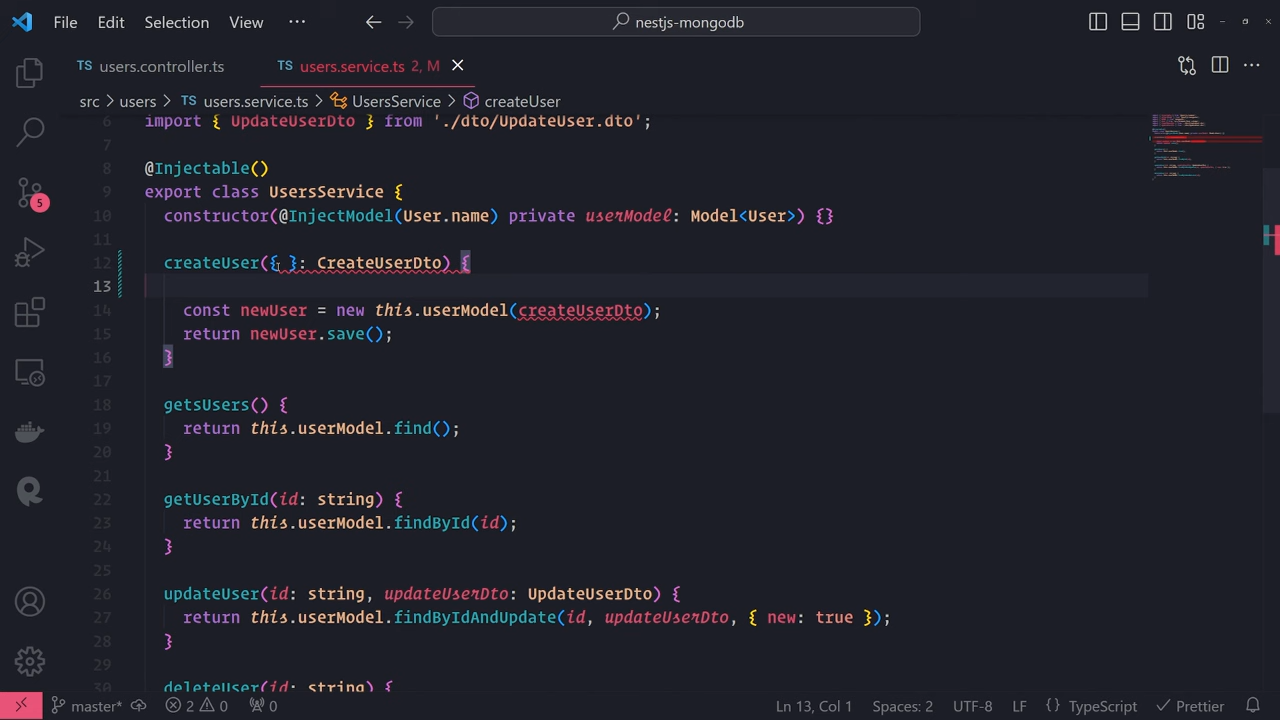 File Edit Selection View ··· nestjs-mongodb
TS users.controller.ts TS users.service.ts 2, M
src > users > TS users.service.ts > UsersService > createUser
6 import { UpdateUserDto } from './dto/UpdateUser.dto';
7
8 @Injectable()
9 export class UsersService {
10 constructor(@InjectModel(User.name) private userModel: Model<User>) {}
11
12 createUser({ }: CreateUserDto) {
13
14 const newUser = new this.userModel(createUserDto);
15 return newUser.save();
16 }
17
18 getsUsers() {
19 return this.userModel.find();
20 }
21
22 getUserById(id: string) {
23 return this.userModel.findById(id);
24 }
25
26 updateUser(id: string, updateUserDto: UpdateUserDto) {
27 return this.userModel.findByIdAndUpdate(id, updateUserDto, { new: true });
28 }
29
30 deleteUser(id: string) {
5
master* 2 0 0 Ln 13, Col 1 Spaces: 2 UTF-8 LF {} TypeScript Prettier